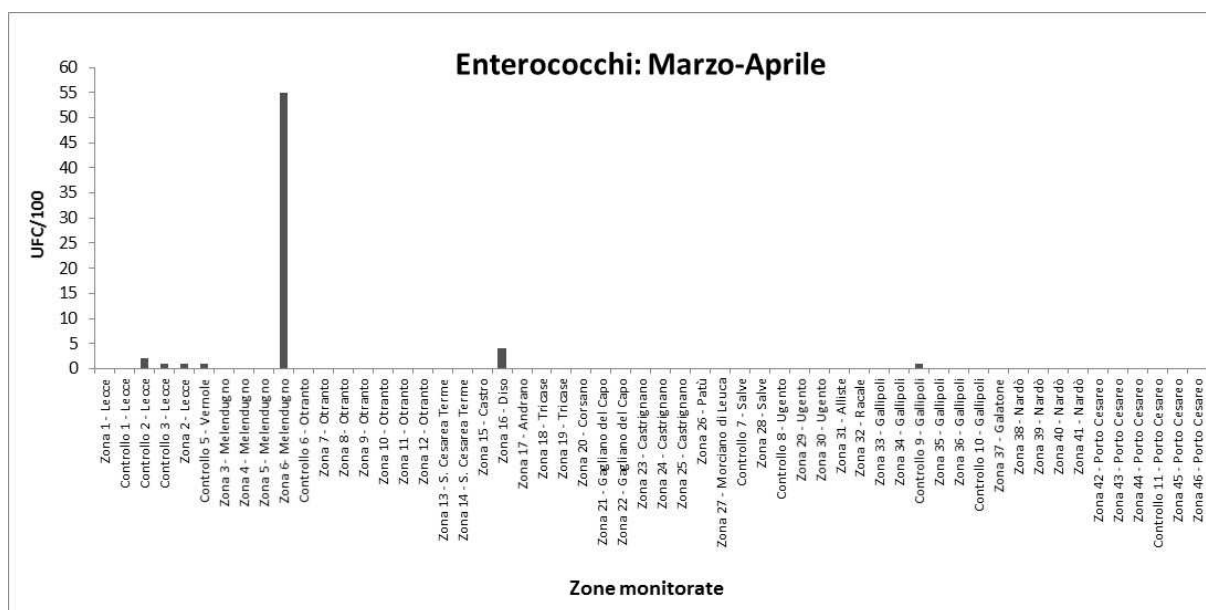 Enterococchi: Marzo-Aprile
UFC/100
60
55
50
45
40
35
30
25
20
15
10
5
0
Zona 1 - Lecce
Controllo 1 - Lecce
Controllo 2 - Lecce
Controllo 3 - Lecce
Zona 2 - Lecce
Controllo 5 - Vernole
Zona 3 - Melendugno
Zona 4 - Melendugno
Zona 5 - Melendugno
Zona 6- Melendugno
Controllo 6 - Otranto
Zona 7 - Otranto
Zona 8 - Otranto
Zona 9 - Otranto
Zona 10 - Otranto
Zona 11 - Otranto
Zona 12 - Otranto
Zona 13 - S. Cesarea Terme
Zona 14 - S. Cesarea Terme
Zona 15 - Castro
Zona 16 - Diso
Zona 17 - Andrano
Zona 18 - Tricase
Zona 19 - Tricase
Zona 20 - Corsano
Zona 21 - Gagliano del Capo
Zona 22 - Gagliano del Capo
Zona 23 - Castrignano
Zona 24 - Castrignano
Zona 25 - Castrignano
Zona 26 - Patù
Zona 27 - Morciano di Leuca
Controllo 7 - Salve
Zona 28 - Salve
Controllo 8 - Ugento
Zona 29 - Ugento
Zona 30 - Ugento
Zona 31 - Alliste
Zona 32 - Racale
Zona 33 - Gallipoli
Zona 34 - Gallipoli
Controllo 9 - Gallipoli
Zona 35 - Gallipoli
Zona 36 - Gallipoli
Controllo 10 - Gallipoli
Zona 37 - Galatone
Zona 38 - Nardò
Zona 39 - Nardò
Zona 40 - Nardò
Zona 41 - Nardò
Zona 42 - Porto Cesareo
Zona 43 - Porto Cesareo
Zona 44 - Porto Cesareo
Controllo 11 - Porto Cesareo
Zona 45 - Porto Cesareo
Zona 46 - Porto Cesareo
Zone monitorate